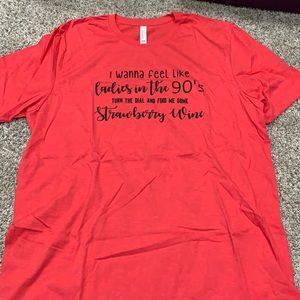 I wanna feel like
ladies in the 90's
TURN THE DIAL AND FIND ME SOME
Strawberry Wine